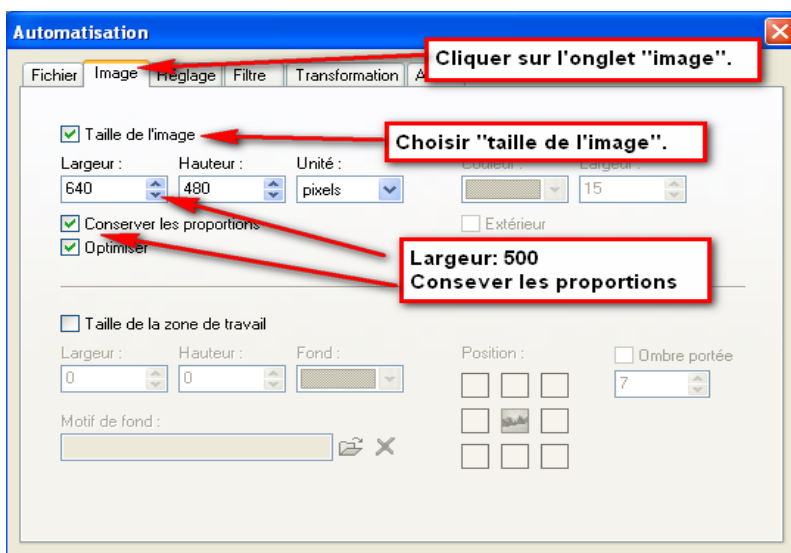 Automatisation
Cliquer sur l'onglet "image".
Fichier Image Réglage Filtre Transformation
Taille de l'image
Choisir "taille de l'image".
Largeur : Hauteur : Unité : Couleur : Largeur :
640 480 pixels 15
Conserver les proportions Extérieur
Optimiser
Largeur: 500
Consever les proportions
Taille de la zone de travail
Largeur : Hauteur : Fond : Position : Ombre portée
0 0 7
Motif de fond :